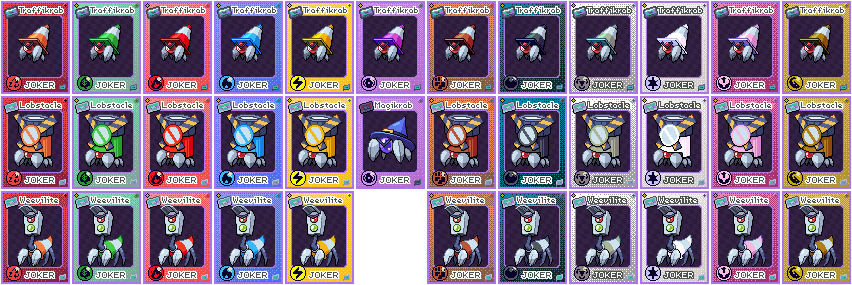 Traffikrab Traffikrab Traffikrab Traffikrab Traffikrab Traffikrab Traffikrab Traffikrab Traffikrab Traffikrab Traffikrab Traffikrab
JOKER JOKER JOKER JOKER JOKER JOKER JOKER JOKER JOKER JOKER JOKER JOKER
Lobstacle Lobstacle Lobstacle Lobstacle Lobstacle Magikrab Lobstacle Lobstacle Lobstacle Lobstacle Lobstacle Lobstacle
JOKER JOKER JOKER JOKER JOKER JOKER JOKER JOKER JOKER JOKER JOKER JOKER
Weevilite Weevilite Weevilite Weevilite Weevilite Weevilite Weevilite Weevilite Weevilite Weevilite Weevilite
JOKER JOKER JOKER JOKER JOKER JOKER JOKER JOKER JOKER JOKER JOKER